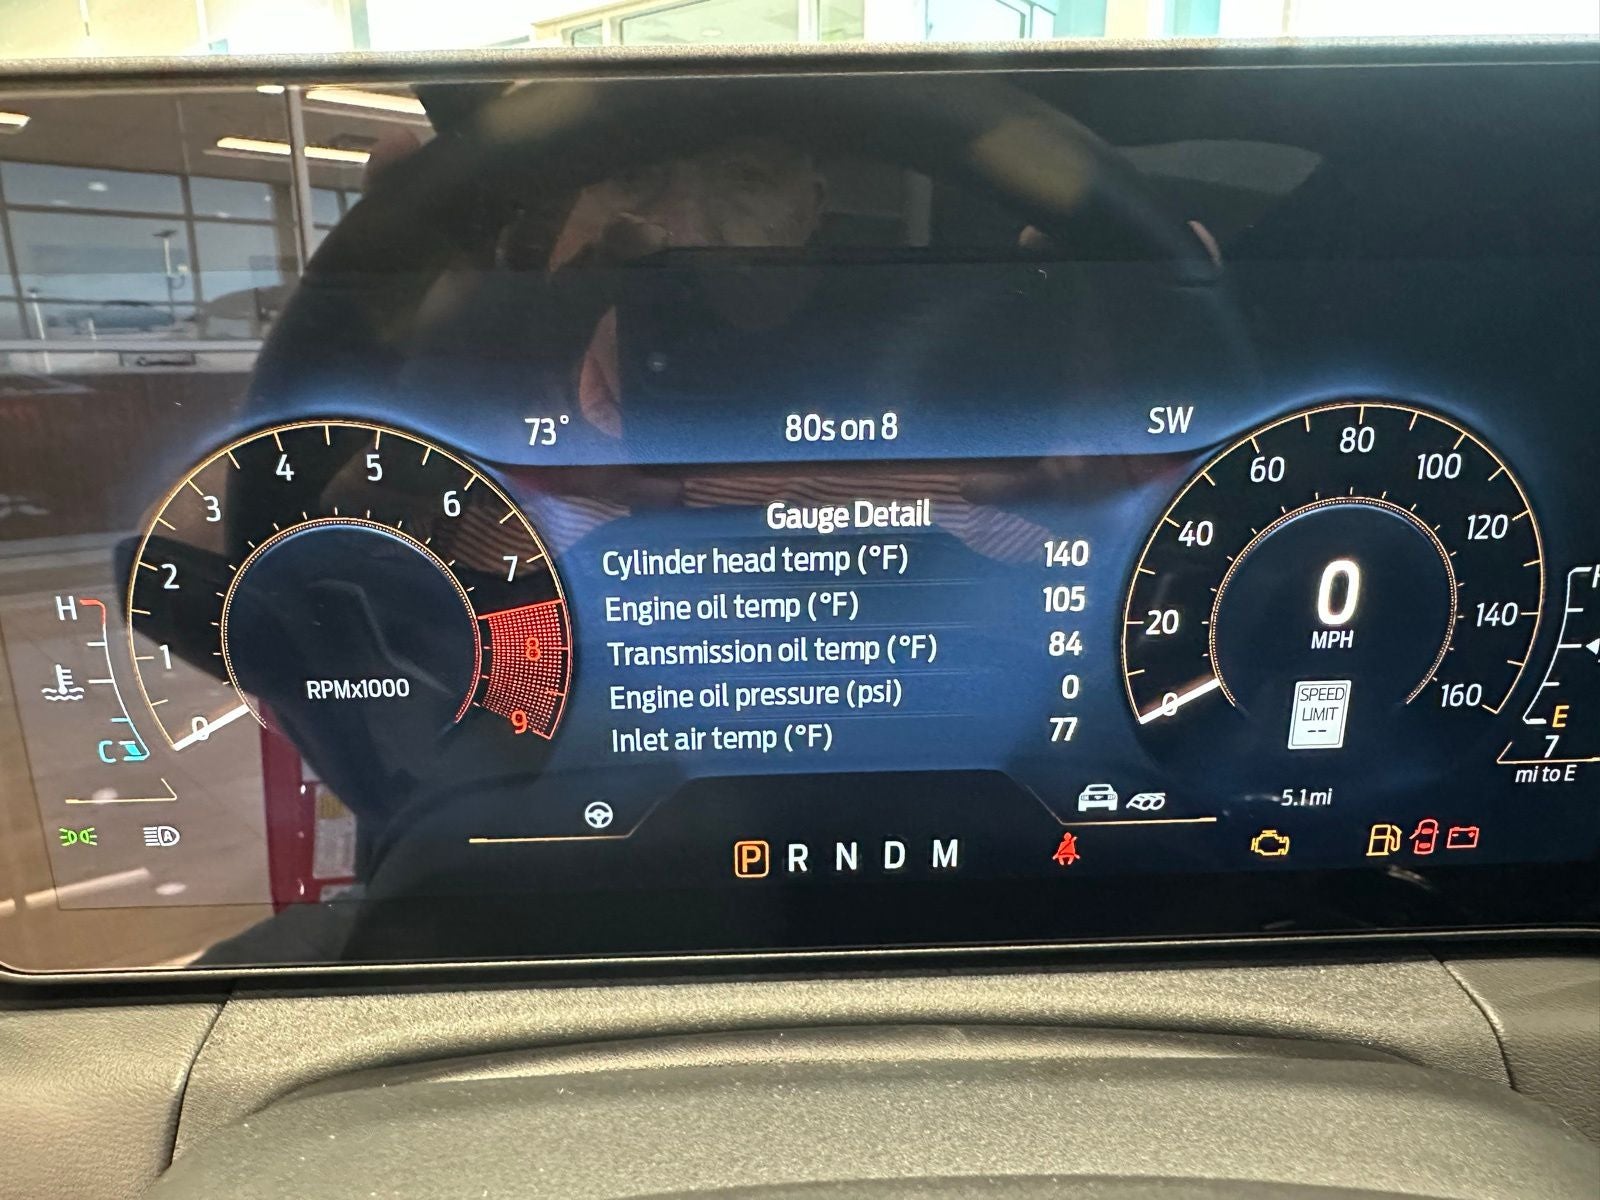 73° 80s on 8 SW
4 5
3 6
2 7
1 8
0 9
RPMx1000
H
C
Gauge Detail
Cylinder head temp (°F) 140
Engine oil temp (°F) 105
Transmission oil temp (°F) 84
Engine oil pressure (psi) 0
Inlet air temp (°F) 77
80
60 100
40 120
20 140
0 160
0
MPH
SPEED
LIMIT
--
5.1 mi
E
7
mi to E
A
P R N D M